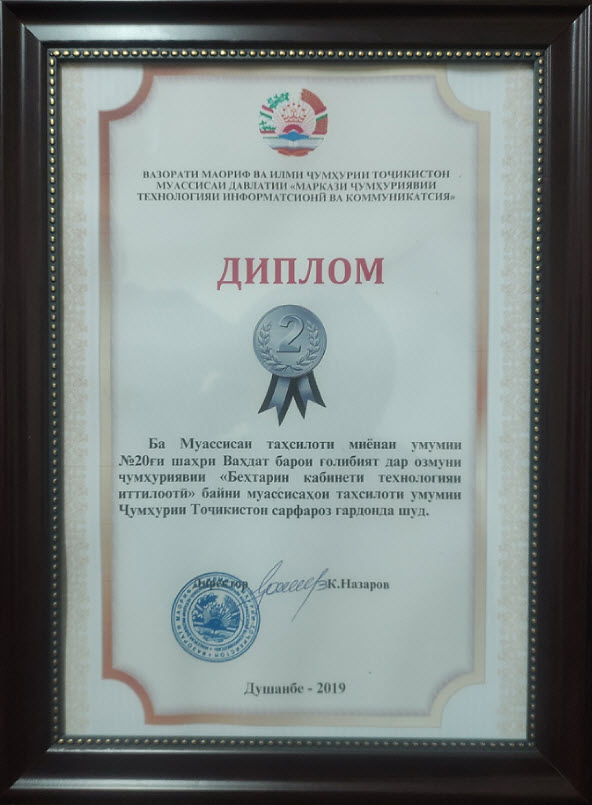 ВАЗОРАТИ МАОРИФ ВА ИЛМИ ҶУМҲУРИИ ТОҶИКИСТОН
МУАССИСАИ ДАВЛАТИИ «МАРКАЗИ ҶУМҲУРИЯВИИ
ТЕХНОЛОГИЯИ ИНФОРМАТСИОНӢ ВА КОММУНИКАТСИЯ»
ДИПЛОМ
2
Ба Муассисаи таҳсилоти миёнаи умумии
№20ғи шаҳри Ваҳдат барои ғолибият дар озмуни
ҷумҳуриявии «Беҳтарин кабинети технологияи
иттилоотӣ» байни муассисаҳои таҳсилоти умумии
Ҷумҳурии Тоҷикистон сарфароз гардонда шуд.
Директор К.Назаров
Душанбе - 2019